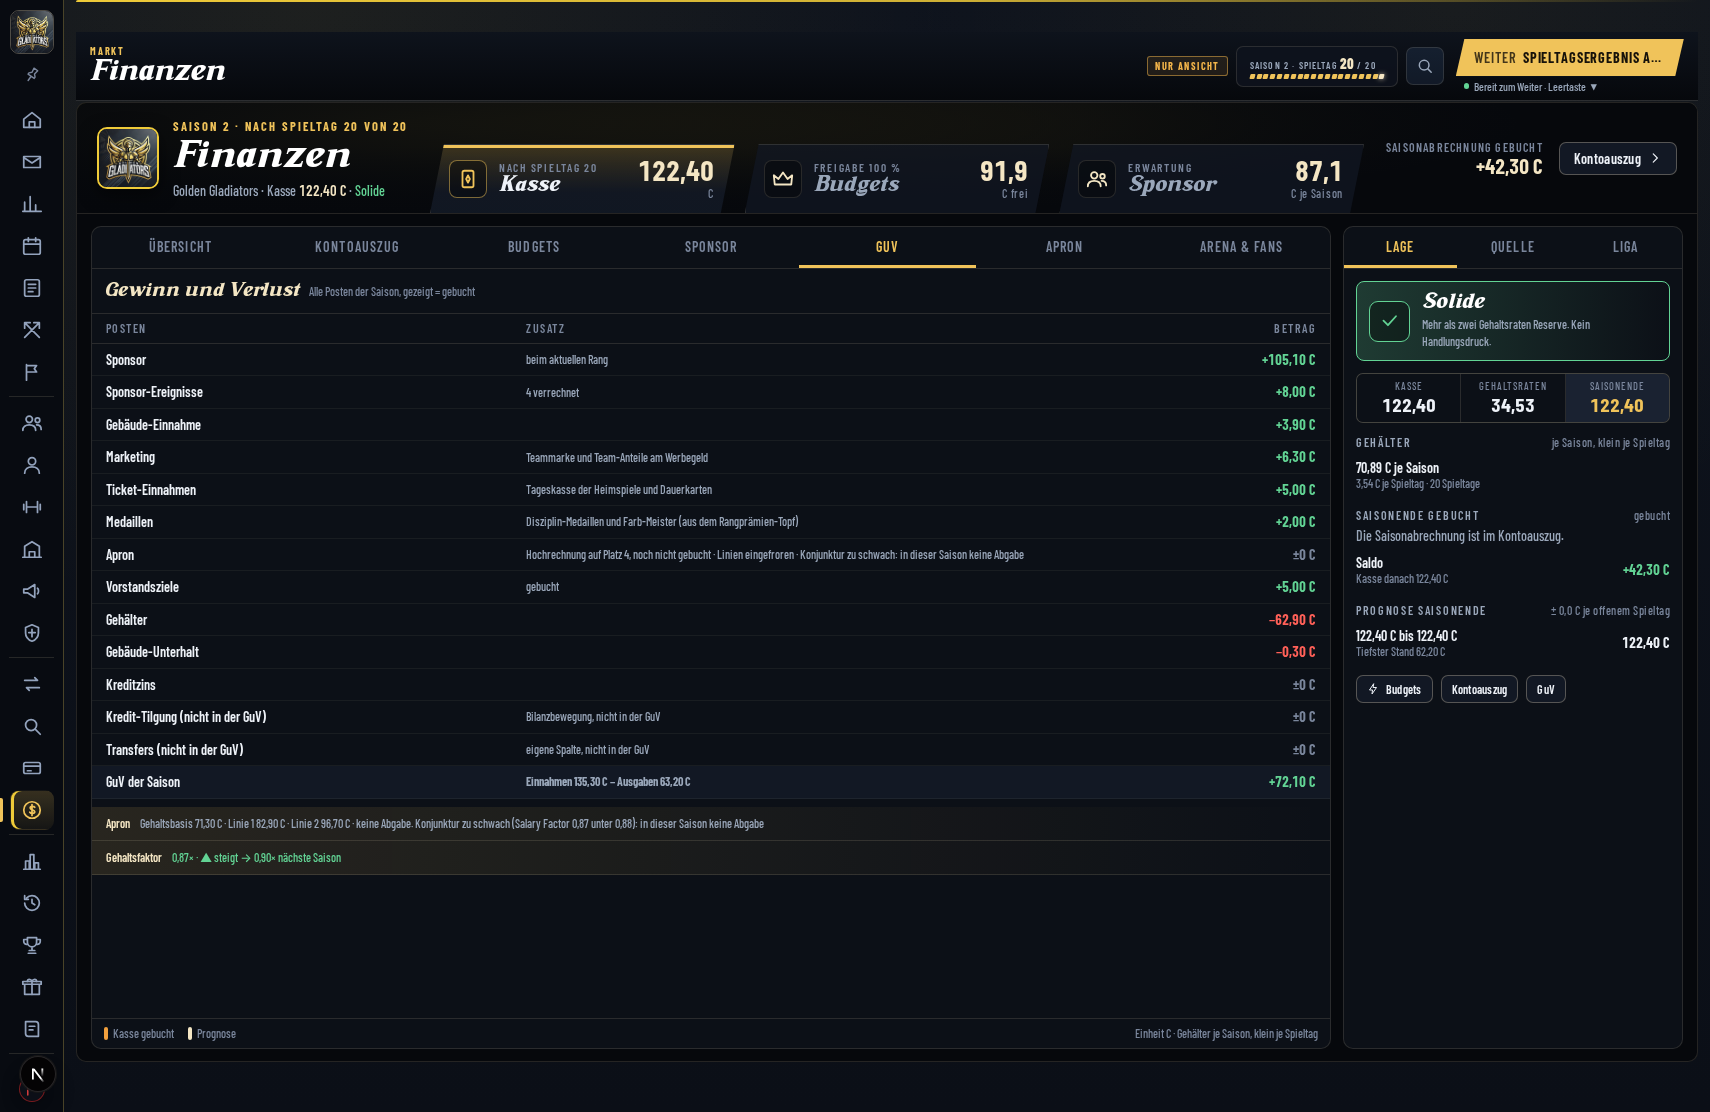 MARKT
Finanzen
NUR ANSICHT
SAISON 2 · SPIELTAG 20 / 20
WEITER SPIELTAGSERGEBNIS A...
Bereit zum Weiter · Leertaste ▼
GLADIATORS
SAISON 2 · NACH SPIELTAG 20 VON 20
Finanzen
Golden Gladiators · Kasse 122,40 C · Solide
NACH SPIELTAG 20
Kasse
122,40
C
FREIGABE 100 %
Budgets
91,9
C frei
ERWARTUNG
Sponsor
87,1
C je Saison
SAISONABRECHNUNG GEBUCHT
+42,30 C
Kontoauszug
ÜBERSICHT KONTOAUSZUG BUDGETS SPONSOR GUV APRON ARENA & FANS
Gewinn und Verlust Alle Posten der Saison, gezeigt = gebucht
POSTEN ZUSATZ BETRAG
Sponsor beim aktuellen Rang +105,10 C
Sponsor-Ereignisse 4 verrechnet +8,00 C
Gebäude-Einnahme +3,90 C
Marketing Teammarke und Team-Anteile am Werbegeld +6,30 C
Ticket-Einnahmen Tageskasse der Heimspiele und Dauerkarten +5,00 C
Medaillen Disziplin-Medaillen und Farb-Meister (aus dem Rangprämien-Topf) +2,00 C
Apron Hochrechnung auf Platz 4, noch nicht gebucht · Linien eingefroren · Konjunktur zu schwach: in dieser Saison keine Abgabe ±0 C
Vorstandsziele gebucht +5,00 C
Gehälter −62,90 C
Gebäude-Unterhalt −0,30 C
Kreditzins ±0 C
Kredit-Tilgung (nicht in der GuV) Bilanzbewegung, nicht in der GuV ±0 C
Transfers (nicht in der GuV) eigene Spalte, nicht in der GuV ±0 C
GuV der Saison Einnahmen 135,30 C − Ausgaben 63,20 C +72,10 C
Apron Gehaltsbasis 71,30 C · Linie 1 82,90 C · Linie 2 96,70 C · keine Abgabe. Konjunktur zu schwach (Salary Factor 0,87 unter 0,88): in dieser Saison keine Abgabe
Gehaltsfaktor 0,87× · ▲ steigt → 0,90× nächste Saison
Kasse gebucht Prognose Einheit C · Gehälter je Saison, klein je Spieltag
LAGE QUELLE LIGA
Solide
Mehr als zwei Gehaltsraten Reserve. Kein
Handlungsdruck.
KASSE GEHALTSRATEN SAISONENDE
122,40 34,53 122,40
GEHÄLTER je Saison, klein je Spieltag
70,89 C je Saison
3,54 C je Spieltag · 20 Spieltage
SAISONENDE GEBUCHT gebucht
Die Saisonabrechnung ist im Kontoauszug.
Saldo +42,30 C
Kasse danach 122,40 C
PROGNOSE SAISONENDE ± 0,0 C je offenem Spieltag
122,40 C bis 122,40 C 122,40 C
Tiefster Stand 62,20 C
Budgets Kontoauszug GuV
N